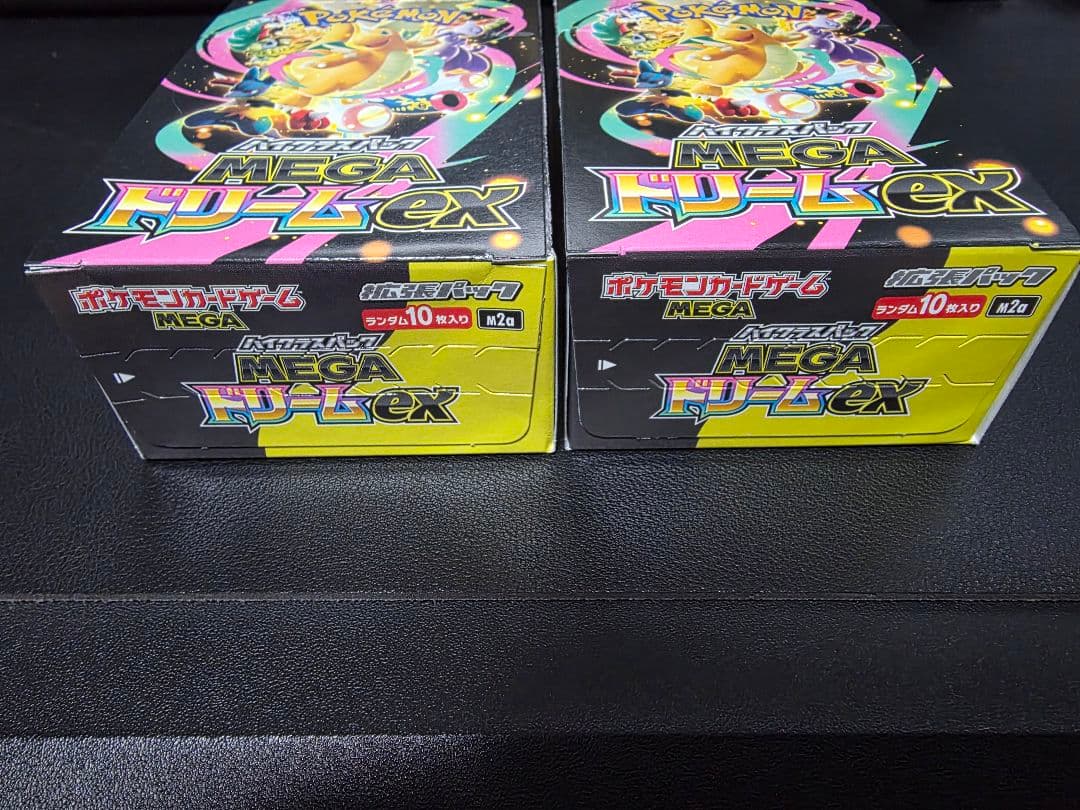 POKÉMON
ハイクラスパック
MEGA
ドリームex
ポケモンカードゲーム
MEGA
拡張パック
ランダム10枚入り
M2a
ハイクラスパック
MEGA
ドリームex
POKÉMON
ハイクラスパック
MEGA
ドリームex
ポケモンカードゲーム
MEGA
拡張パック
ランダム10枚入り
M2a
ハイクラスパック
MEGA
ドリームex